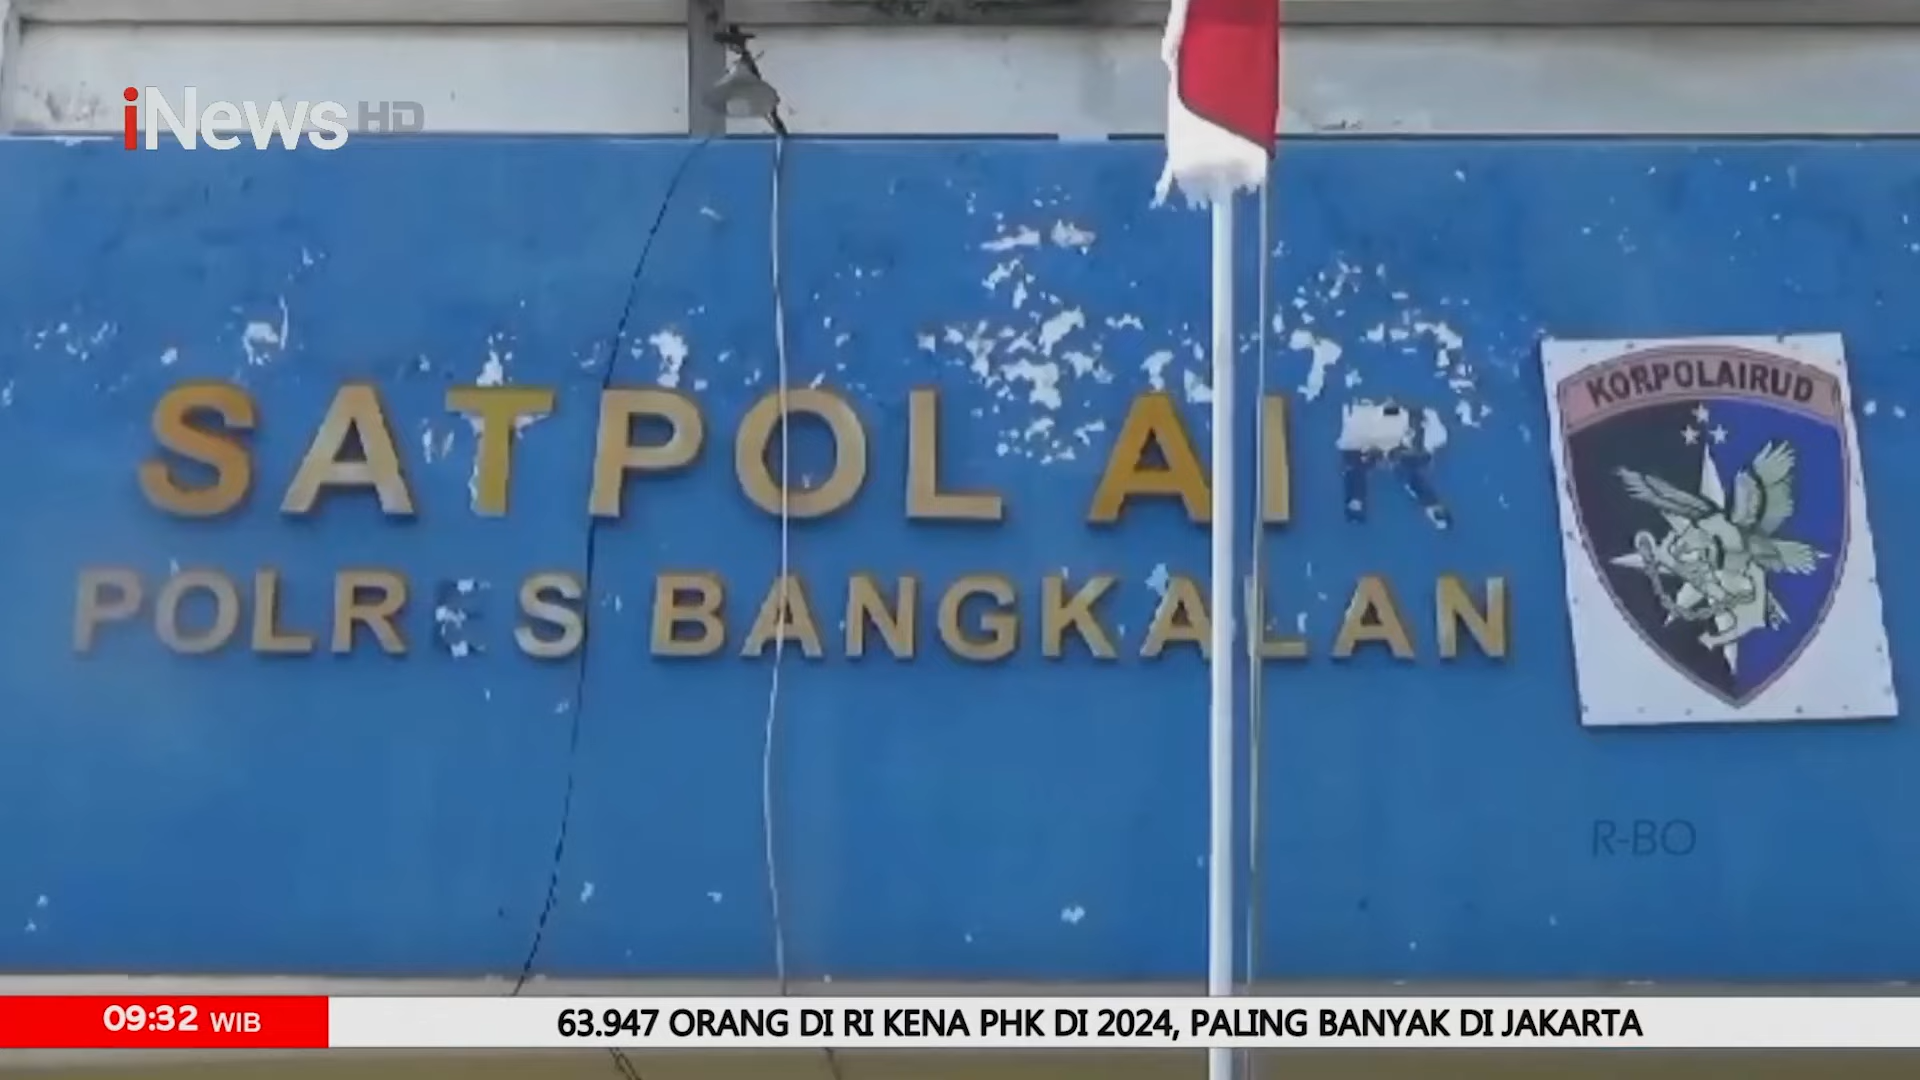 iNews HD
SATPOL AIR
POLRES BANGKALAN
KORPOLAIRUD
R-BO
09:32 WIB
63.947 ORANG DI RI KENA PHK DI 2024, PALING BANYAK DI JAKARTA